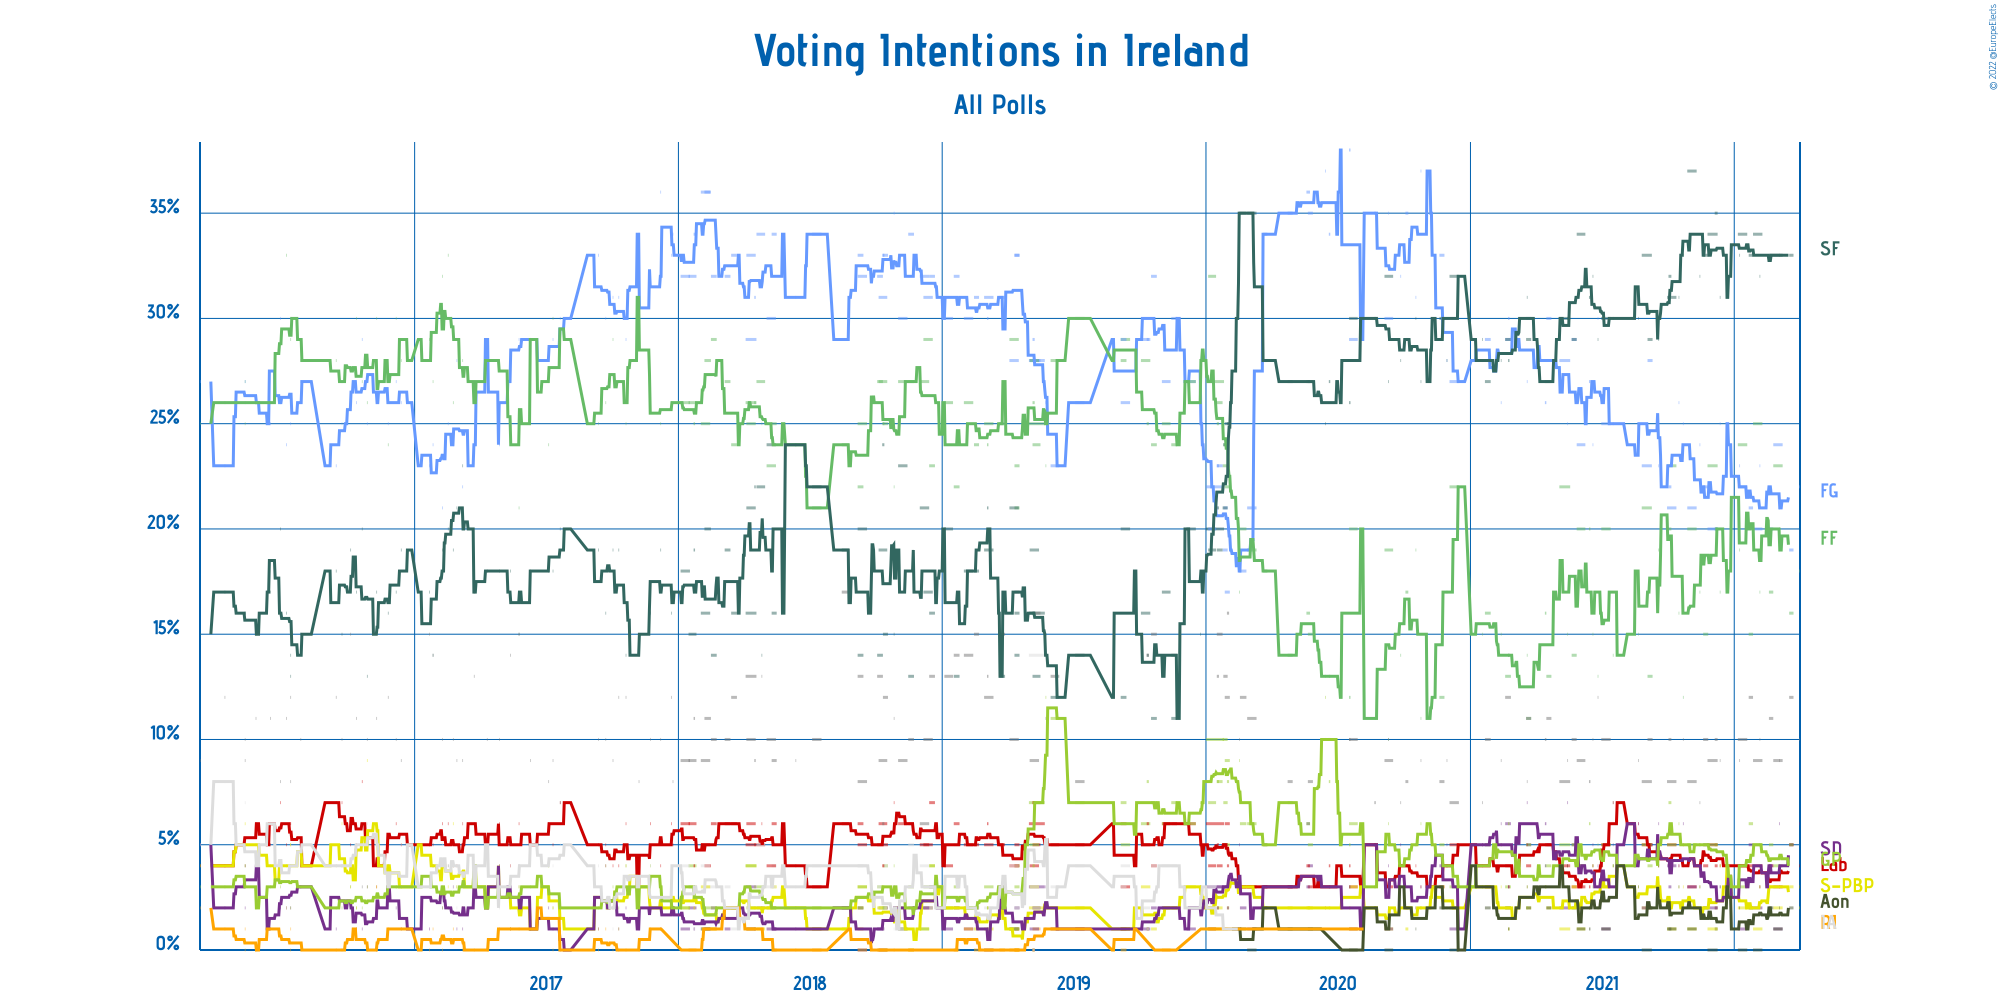 © 2022 @EuropeElects
Voting Intentions in Ireland
All Polls
35%
30%
25%
20%
15%
10%
5%
0%
SF
FG
FF
SD
Lab
S-PBP
Aon
2017
2018
2019
2020
2021